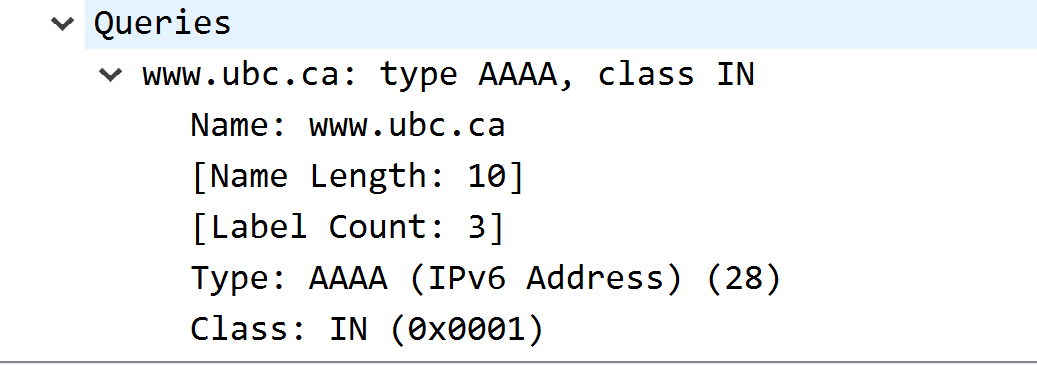 Queries
www.ubc.ca: type AAAA, class IN
Name: www.ubc.ca
[Name Length: 10]
[Label Count: 3]
Type: AAAA (IPv6 Address) (28)
Class: IN (0x0001)